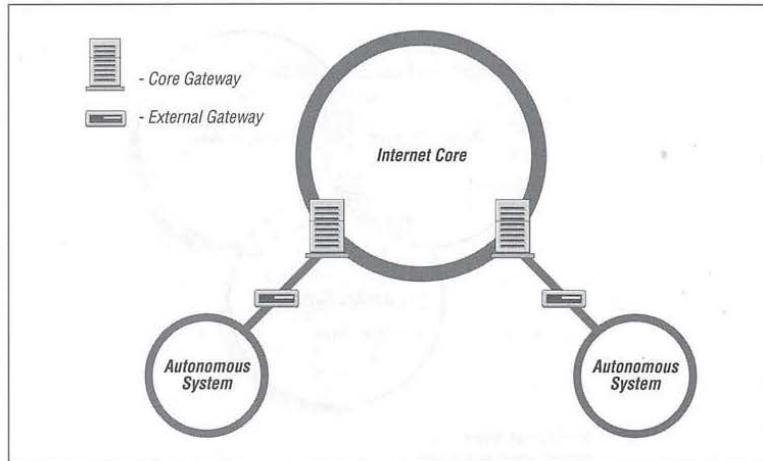 - Core Gateway
- External Gateway
Internet Core
Autonomous
System
Autonomous
System